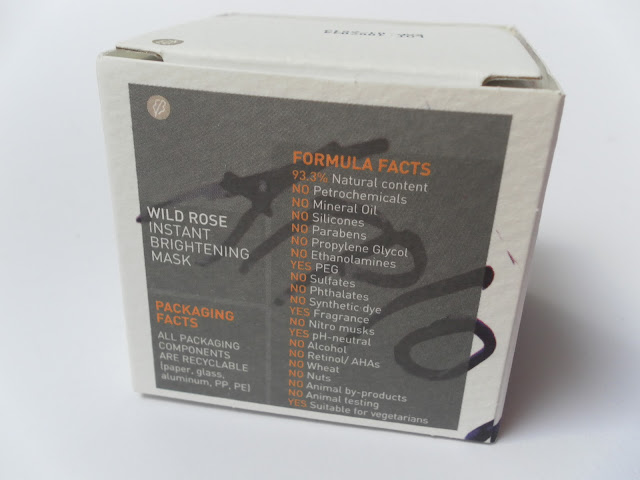 WILD ROSE
INSTANT
BRIGHTENING
MASK
PACKAGING
FACTS
ALL PACKAGING
COMPONENTS
ARE RECYCLABLE
(paper, glass,
aluminum, PP, PE)
FORMULA FACTS
93.3% Natural content
NO Petrochemicals
NO Mineral Oil
NO Silicones
NO Parabens
NO Propylene Glycol
NO Ethanolamines
YES PEG
NO Sulfates
NO Phthalates
NO Synthetic dye
YES Fragrance
NO Nitro musks
YES pH-neutral
NO Alcohol
NO Retinol/ AHAs
NO Wheat
NO Nuts
NO Animal by-products
NO Animal testing
YES Suitable for vegetarians